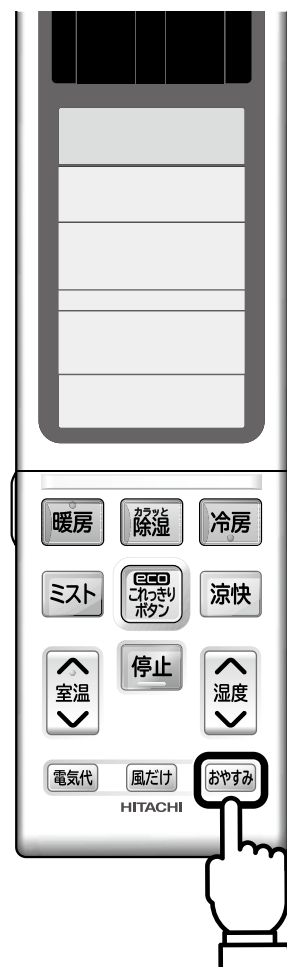 暖房
カラッと
除湿
冷房
ミスト
eco
これっきり
ボタン
涼快
室温
停止
湿度
電気代
風だけ
おやすみ
HITACHI